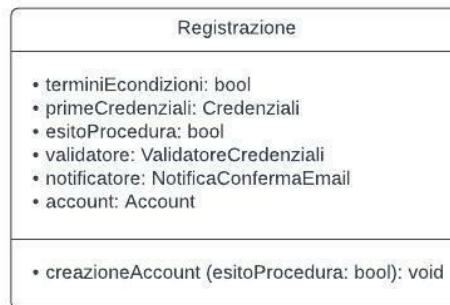 Registrazione
• terminiEcondizioni: bool
• primeCredenziali: Credenziali
• esitoProcedura: bool
• validatore: ValidatoreCredenziali
• notificatore: NotificaConfermaEmail
• account: Account
• creazioneAccount (esitoProcedura: bool): void